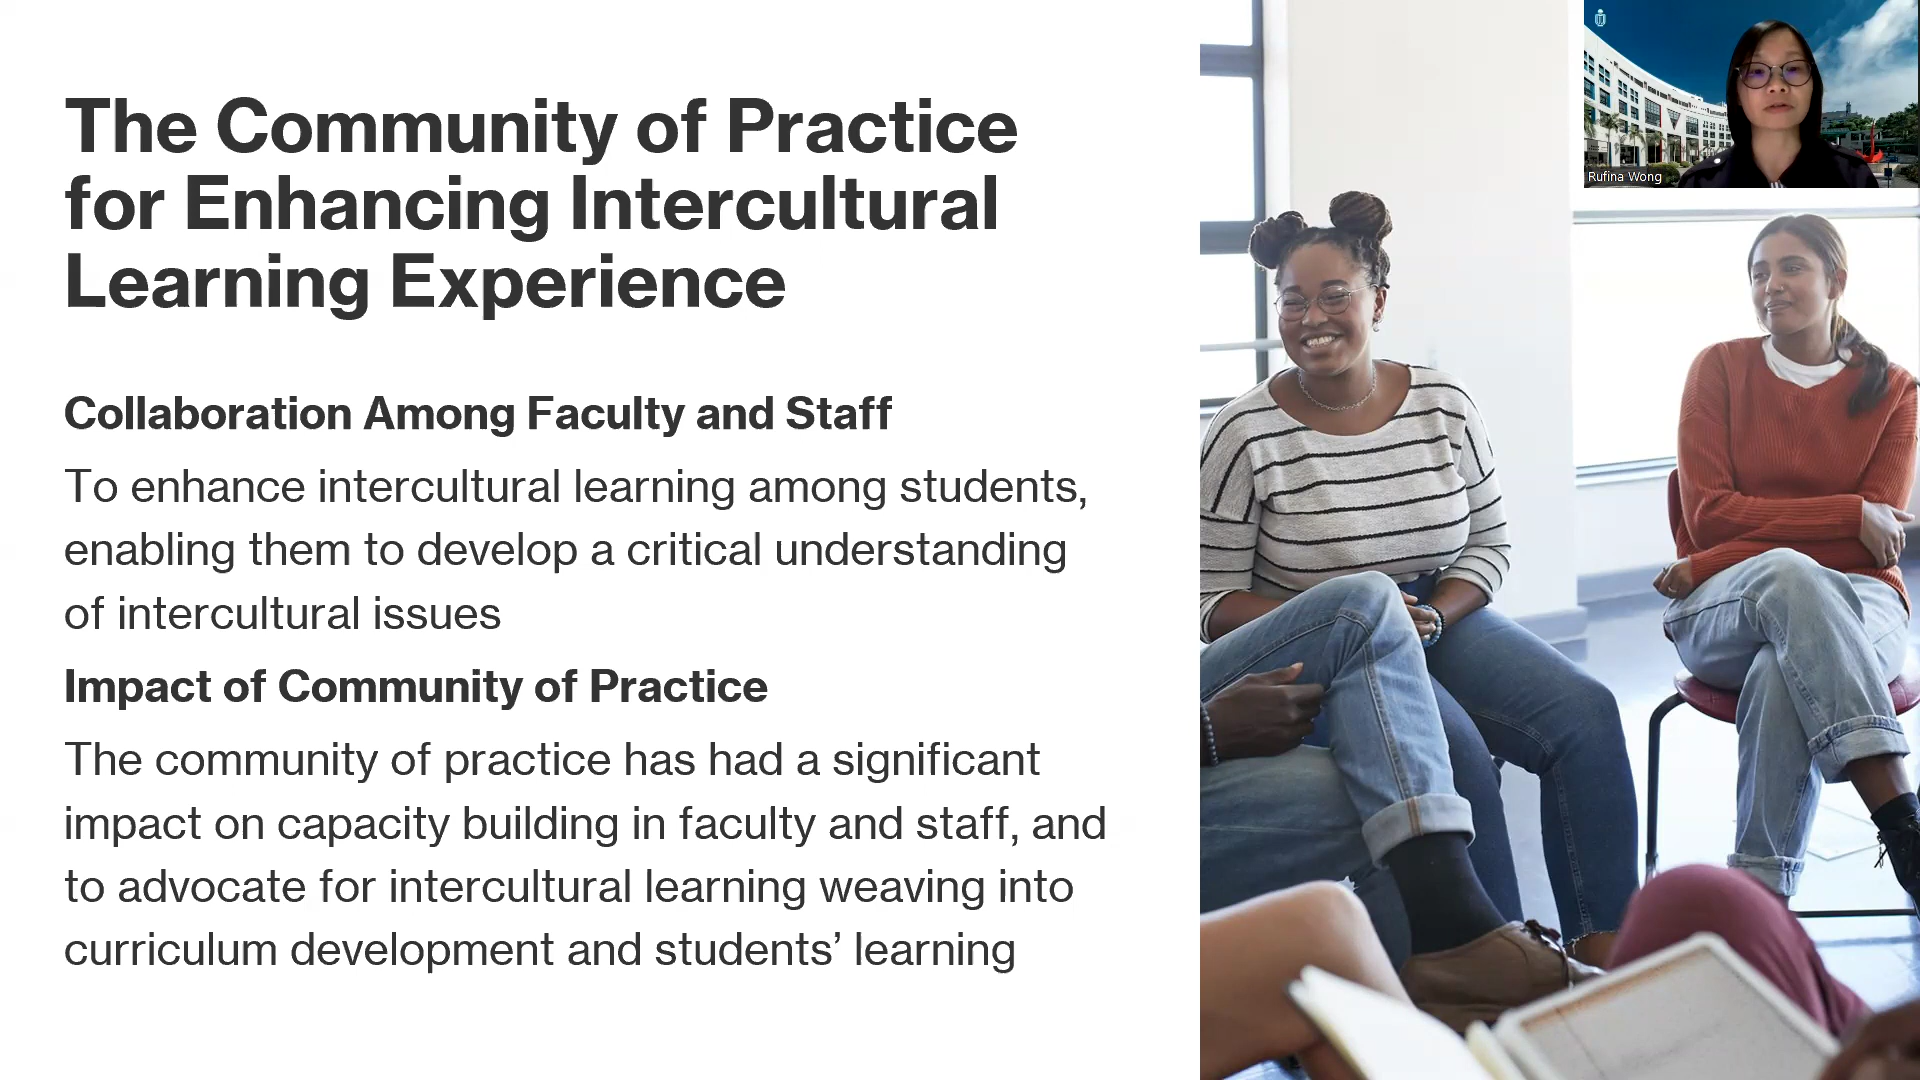 The Community of Practice
for Enhancing Intercultural
Learning Experience
Collaboration Among Faculty and Staff
To enhance intercultural learning among students,
enabling them to develop a critical understanding
of intercultural issues
Impact of Community of Practice
The community of practice has had a significant
impact on capacity building in faculty and staff, and
to advocate for intercultural learning weaving into
curriculum development and students’ learning
Rufina Wong